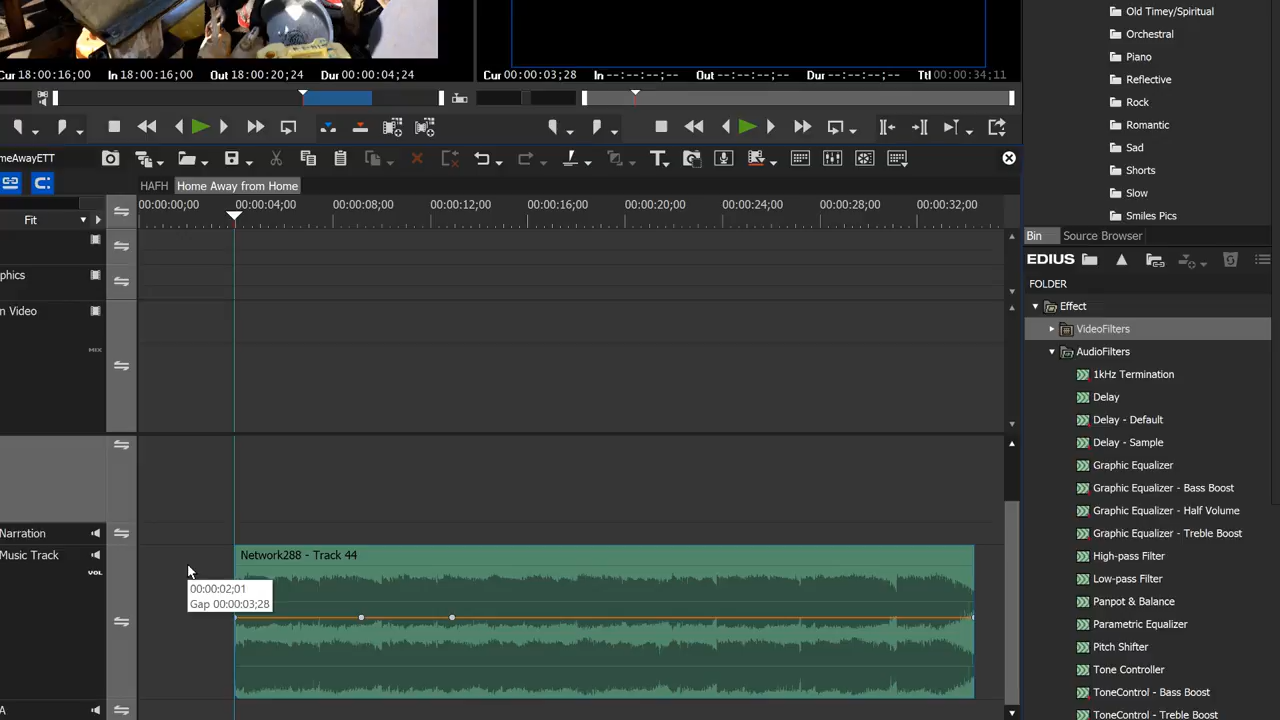 Old Timey/Spiritual
Orchestral
Piano
Reflective
Rock
Romantic
Sad
Shorts
Slow
Smiles Pics
Cur 18:00:16;00 In 18:00:16;00 Out 18:00:20;24 Dur 00:00:04;24
Cur 00:00:03;28 In --:--:--;-- Out --:--:--;-- Dur --:--:--;-- Ttl 00:00:34;11
meAwayETT
HAFH Home Away from Home
Fit
00:00:00;00 00:00:04;00 00:00:08;00 00:00:12;00 00:00:16;00 00:00:20;00 00:00:24;00 00:00:28;00 00:00:32;00
phics
n Video
MIX
Narration
Music Track
VOL
A
Network288 - Track 44
00:00:02;01
Gap 00:00:03;28
Bin Source Browser
EDIUS
FOLDER
Effect
VideoFilters
AudioFilters
1kHz Termination
Delay
Delay - Default
Delay - Sample
Graphic Equalizer
Graphic Equalizer - Bass Boost
Graphic Equalizer - Half Volume
Graphic Equalizer - Treble Boost
High-pass Filter
Low-pass Filter
Panpot & Balance
Parametric Equalizer
Pitch Shifter
Tone Controller
ToneControl - Bass Boost
ToneControl - Treble Boost